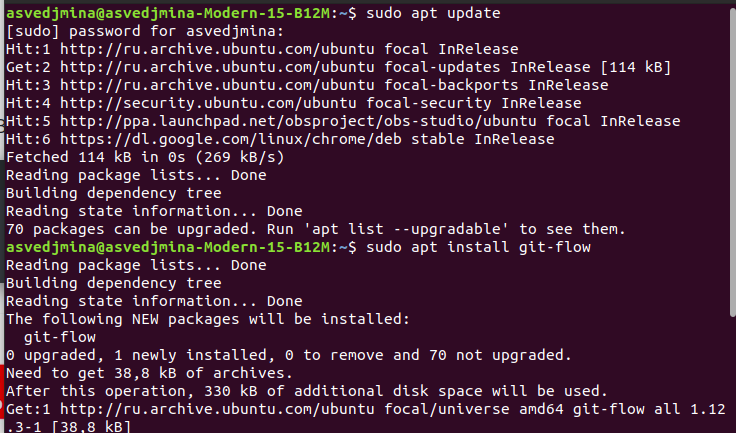 asvedjmina@asvedjmina-Modern-15-B12M:~$ sudo apt update
[sudo] password for asvedjmina:
Hit:1 http://ru.archive.ubuntu.com/ubuntu focal InRelease
Get:2 http://ru.archive.ubuntu.com/ubuntu focal-updates InRelease [114 kB]
Hit:3 http://ru.archive.ubuntu.com/ubuntu focal-backports InRelease
Hit:4 http://security.ubuntu.com/ubuntu focal-security InRelease
Hit:5 http://ppa.launchpad.net/obsproject/obs-studio/ubuntu focal InRelease
Hit:6 https://dl.google.com/linux/chrome/deb stable InRelease
Fetched 114 kB in 0s (269 kB/s)
Reading package lists... Done
Building dependency tree
Reading state information... Done
70 packages can be upgraded. Run 'apt list --upgradable' to see them.
asvedjmina@asvedjmina-Modern-15-B12M:~$ sudo apt install git-flow
Reading package lists... Done
Building dependency tree
Reading state information... Done
The following NEW packages will be installed:
  git-flow
0 upgraded, 1 newly installed, 0 to remove and 70 not upgraded.
Need to get 38,8 kB of archives.
After this operation, 330 kB of additional disk space will be used.
Get:1 http://ru.archive.ubuntu.com/ubuntu focal/universe amd64 git-flow all 1.12
.3-1 [38,8 kB]